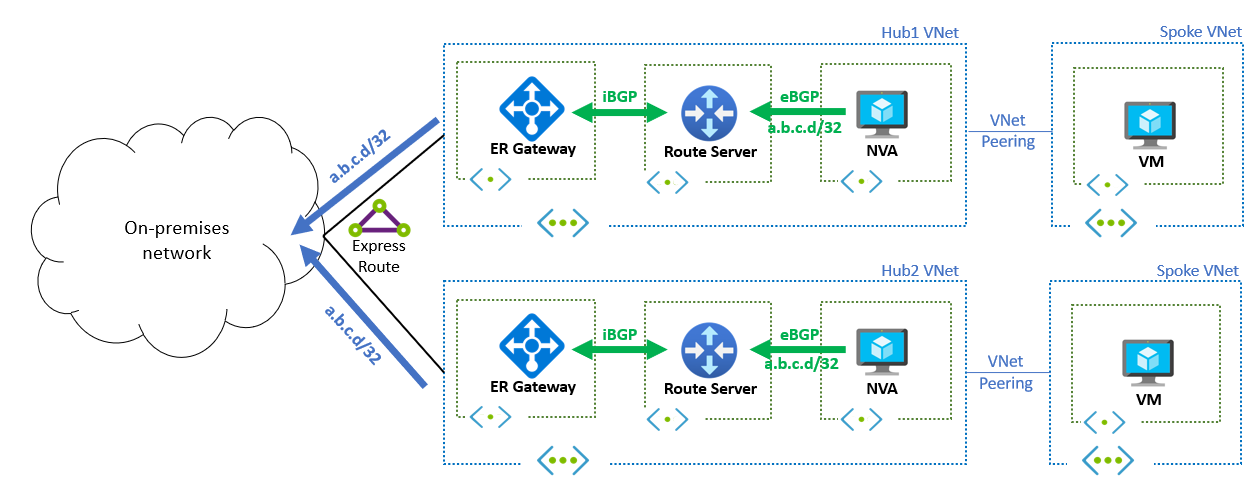 Hub1 VNet
Spoke VNet
iBGP
eBGP
a.b.c.d/32
ER Gateway
Route Server
NVA
VNet
Peering
VM
a.b.c.d/32
On-premises
network
Express
Route
Hub2 VNet
Spoke VNet
a.b.c.d/32
iBGP
eBGP
a.b.c.d/32
ER Gateway
Route Server
NVA
VNet
Peering
VM